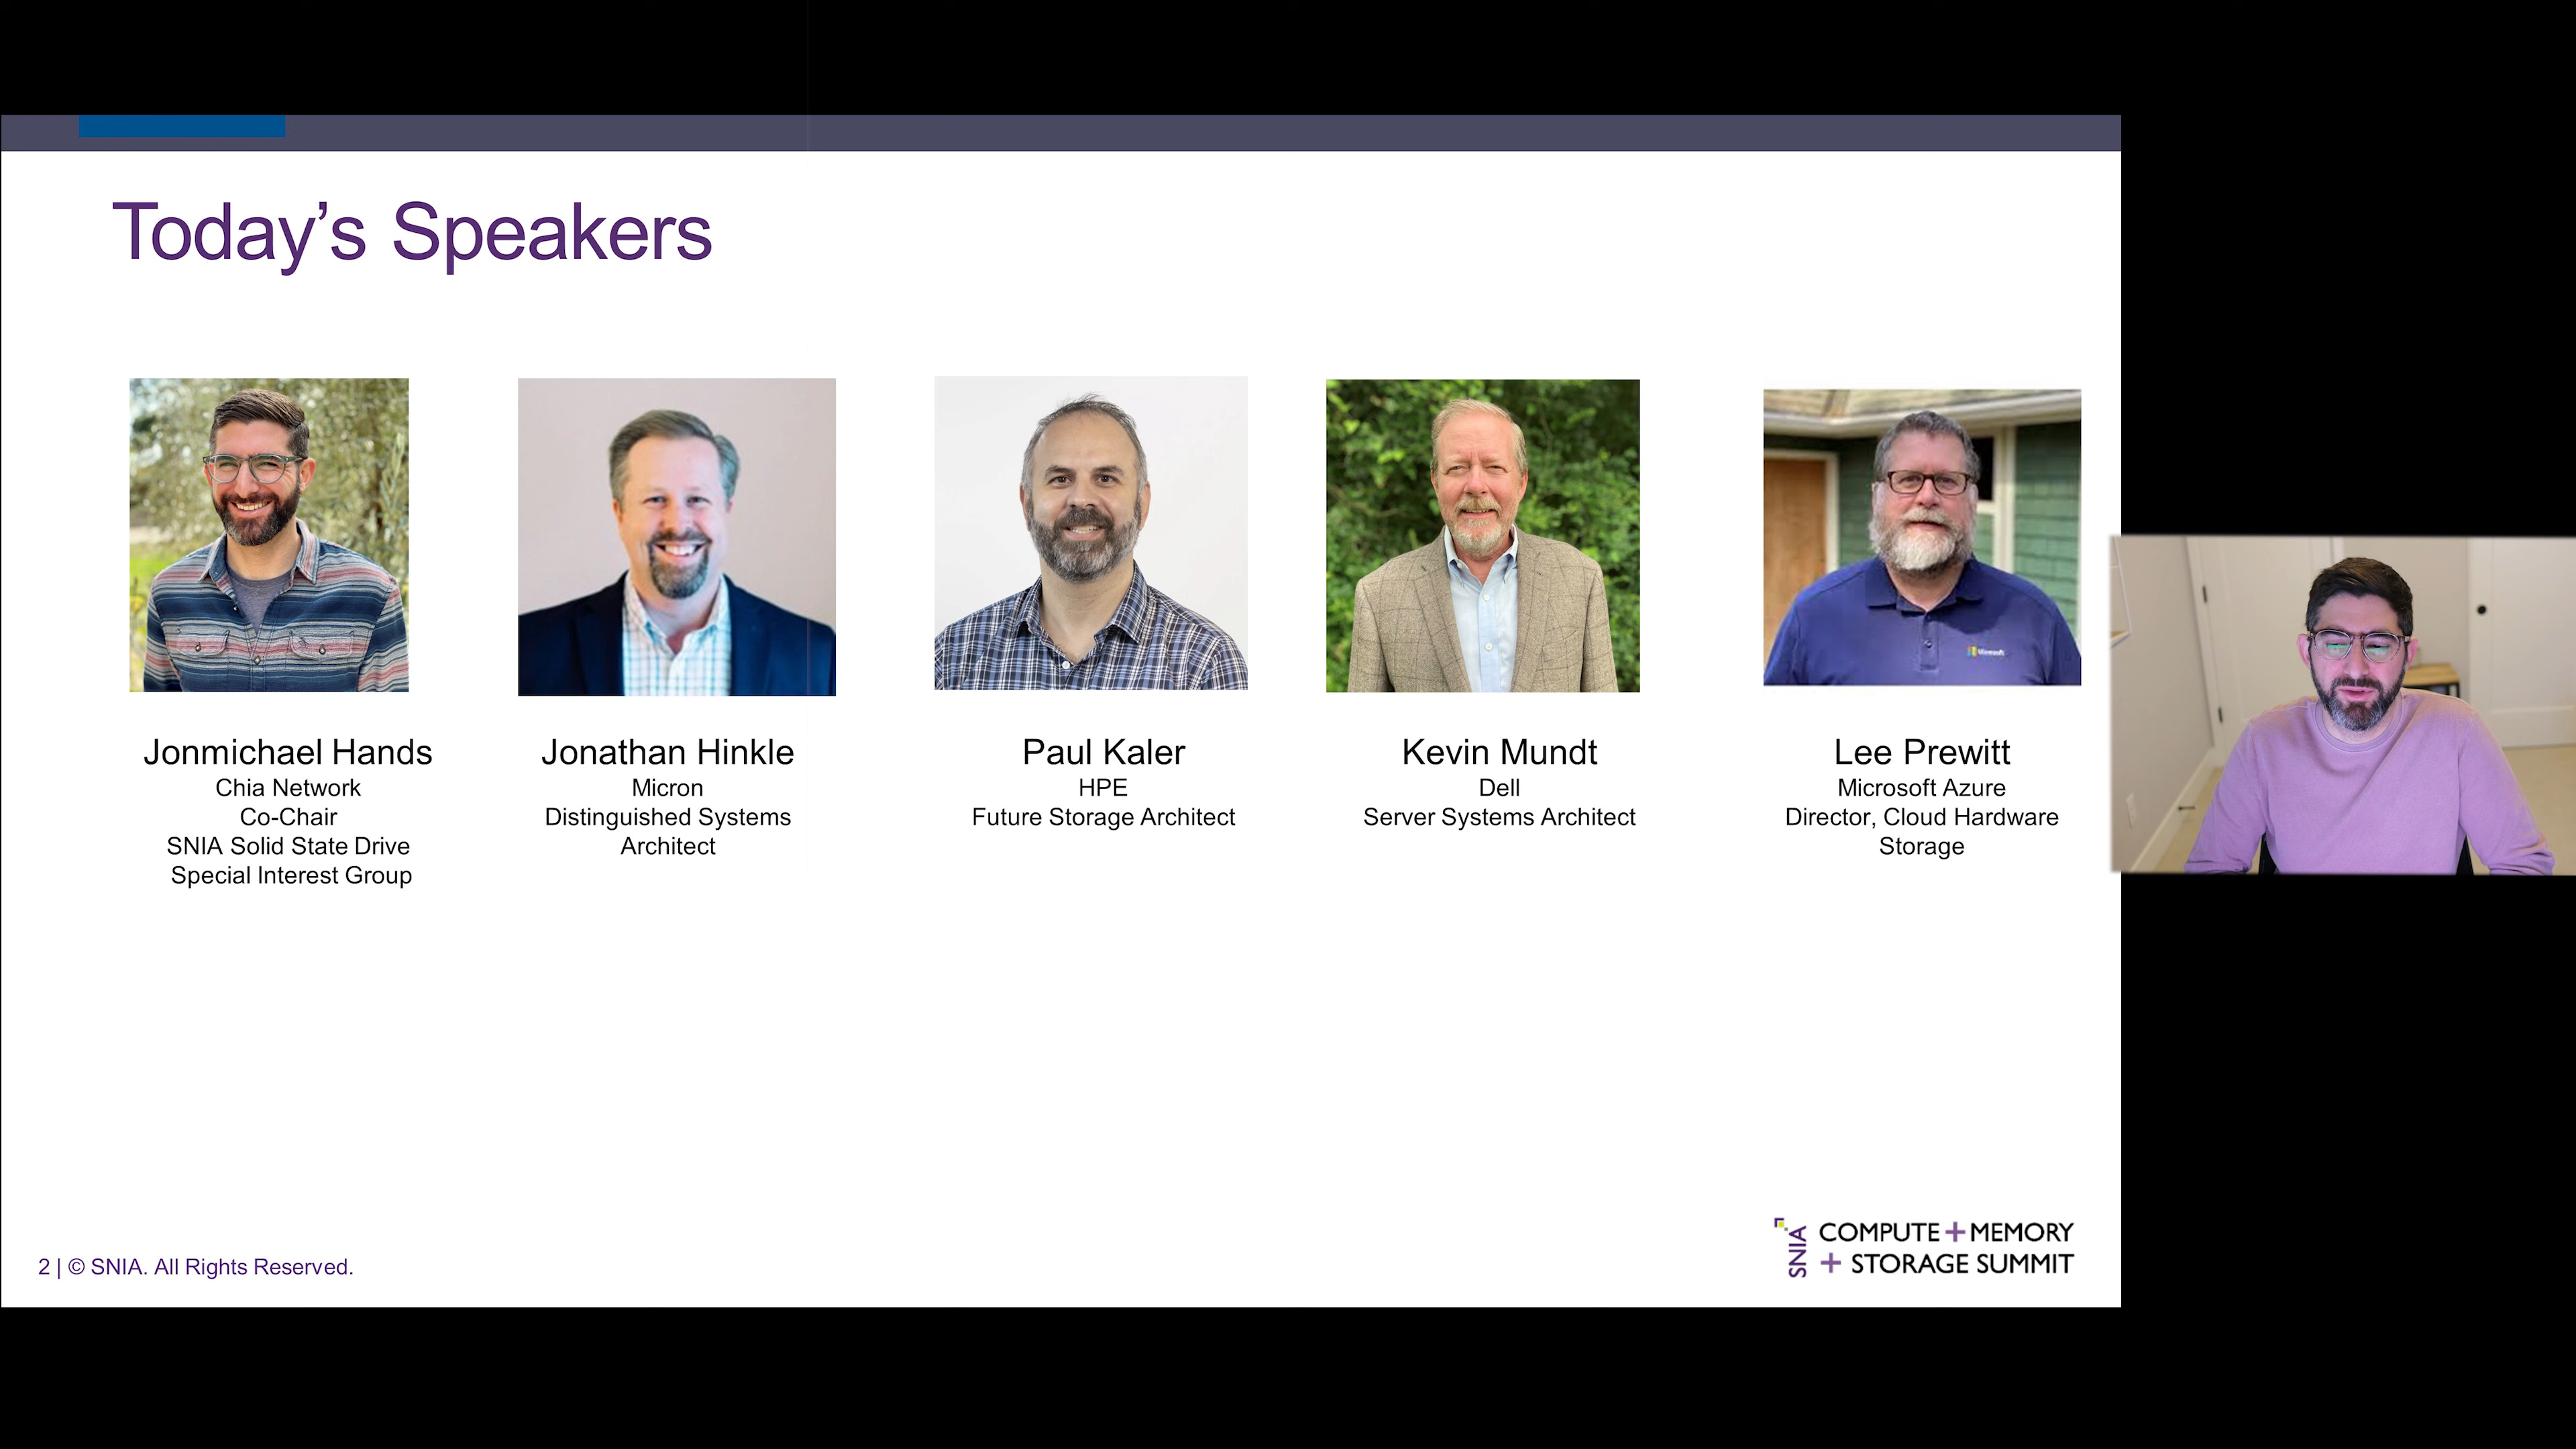 Today’s Speakers
Jonmichael Hands
Chia Network
Co-Chair
SNIA Solid State Drive
Special Interest Group
Jonathan Hinkle
Micron
Distinguished Systems
Architect
Paul Kaler
HPE
Future Storage Architect
Kevin Mundt
Dell
Server Systems Architect
Microsoft
Lee Prewitt
Microsoft Azure
Director, Cloud Hardware
Storage
2 | © SNIA. All Rights Reserved.
SNIA
COMPUTE + MEMORY
+ STORAGE SUMMIT